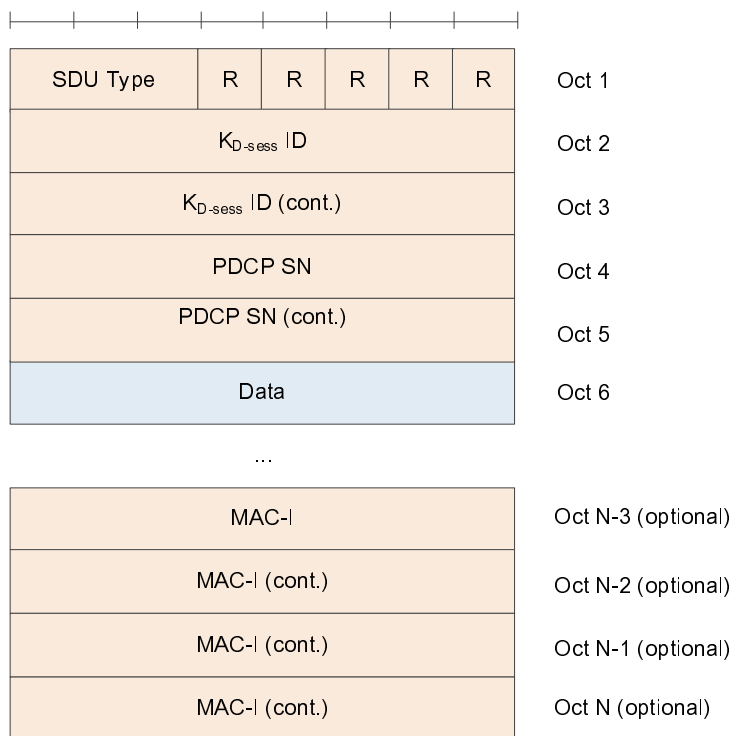 SDU Type R R R R R Oct 1
K_D-sess ID Oct 2
K_D-sess ID (cont.) Oct 3
PDCP SN Oct 4
PDCP SN (cont.) Oct 5
Data Oct 6
...
MAC-I Oct N-3 (optional)
MAC-I (cont.) Oct N-2 (optional)
MAC-I (cont.) Oct N-1 (optional)
MAC-I (cont.) Oct N (optional)